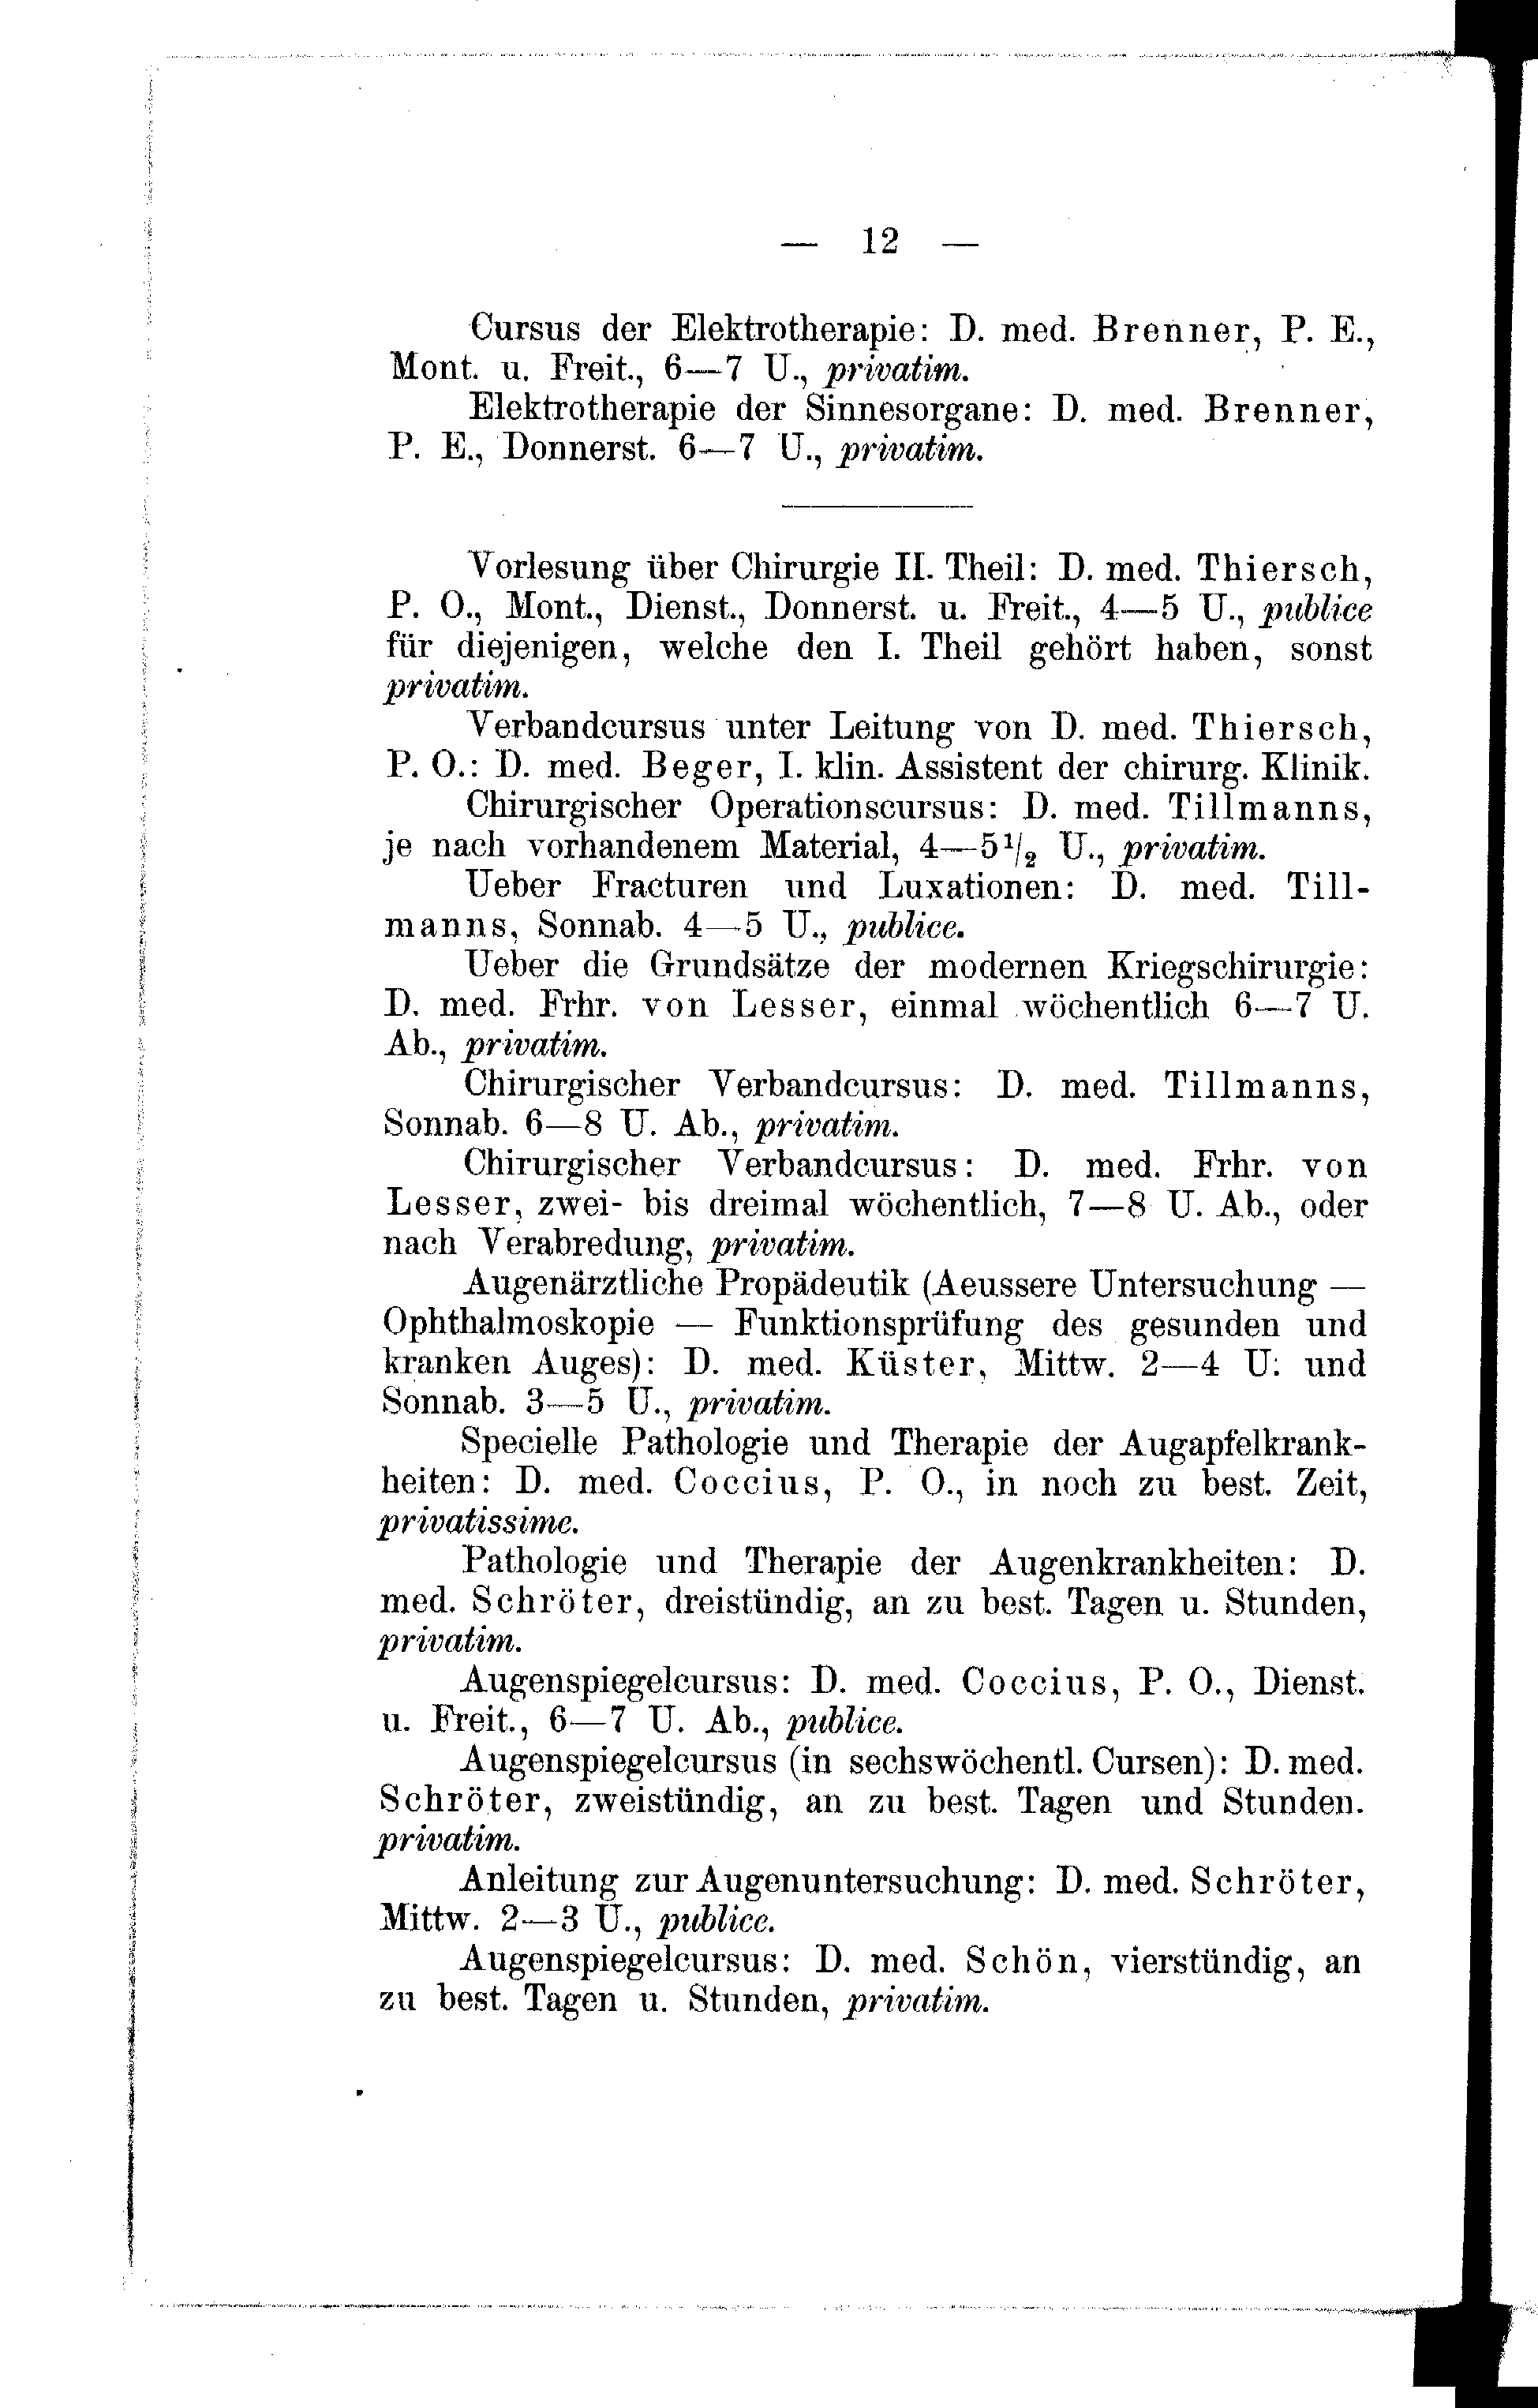 — 12 —
Cursus der Elektrotherapie: D. med. Brenner, P. E.,
Mont. u. Freit., 6—7 U., privatim.
Elektrotherapie der Sinnesorgane: D. med. Brenner,
P. E., Donnerst. 6—7 U., privatim.
Vorlesung über Chirurgie II. Theil: D. med. Thiersch,
P. O., Mont., Dienst., Donnerst. u. Freit., 4—5 U., publice
für diejenigen, welche den I. Theil gehört haben, sonst
privatim.
Verbandcursus unter Leitung von D. med. Thiersch,
P. O.: D. med. Beger, I. klin. Assistent der chirurg. Klinik.
Chirurgischer Operationscursus: D. med. Tillmanns,
je nach vorhandenem Material, 4—5 1/2 U., privatim.
Ueber Fracturen und Luxationen: D. med. Till-
manns, Sonnab. 4—5 U., publice.
Ueber die Grundsätze der modernen Kriegschirurgie:
D. med. Frhr. von Lesser, einmal wöchentlich 6—7 U.
Ab., privatim.
Chirurgischer Verbandcursus: D. med. Tillmanns,
Sonnab. 6—8 U. Ab., privatim.
Chirurgischer Verbandcursus: D. med. Frhr. von
Lesser, zwei- bis dreimal wöchentlich, 7—8 U. Ab., oder
nach Verabredung, privatim.
Augenärztliche Propädeutik (Aeussere Untersuchung —
Ophthalmoskopie — Funktionsprüfung des gesunden und
kranken Auges): D. med. Küster, Mittw. 2—4 U. und
Sonnab. 3—5 U., privatim.
Specielle Pathologie und Therapie der Augapfelkrank-
heiten: D. med. Coccius, P. O., in noch zu best. Zeit,
privatissime.
Pathologie und Therapie der Augenkrankheiten: D.
med. Schröter, dreistündig, an zu best. Tagen u. Stunden,
privatim.
Augenspiegelcursus: D. med. Coccius, P. O., Dienst.
u. Freit., 6—7 U. Ab., publice.
Augenspiegelcursus (in sechswöchentl. Cursen): D. med.
Schröter, zweistündig, an zu best. Tagen und Stunden.
privatim.
Anleitung zur Augenuntersuchung: D. med. Schröter,
Mittw. 2—3 U., publice.
Augenspiegelcursus: D. med. Schön, vierstündig, an
zu best. Tagen u. Stunden, privatim.